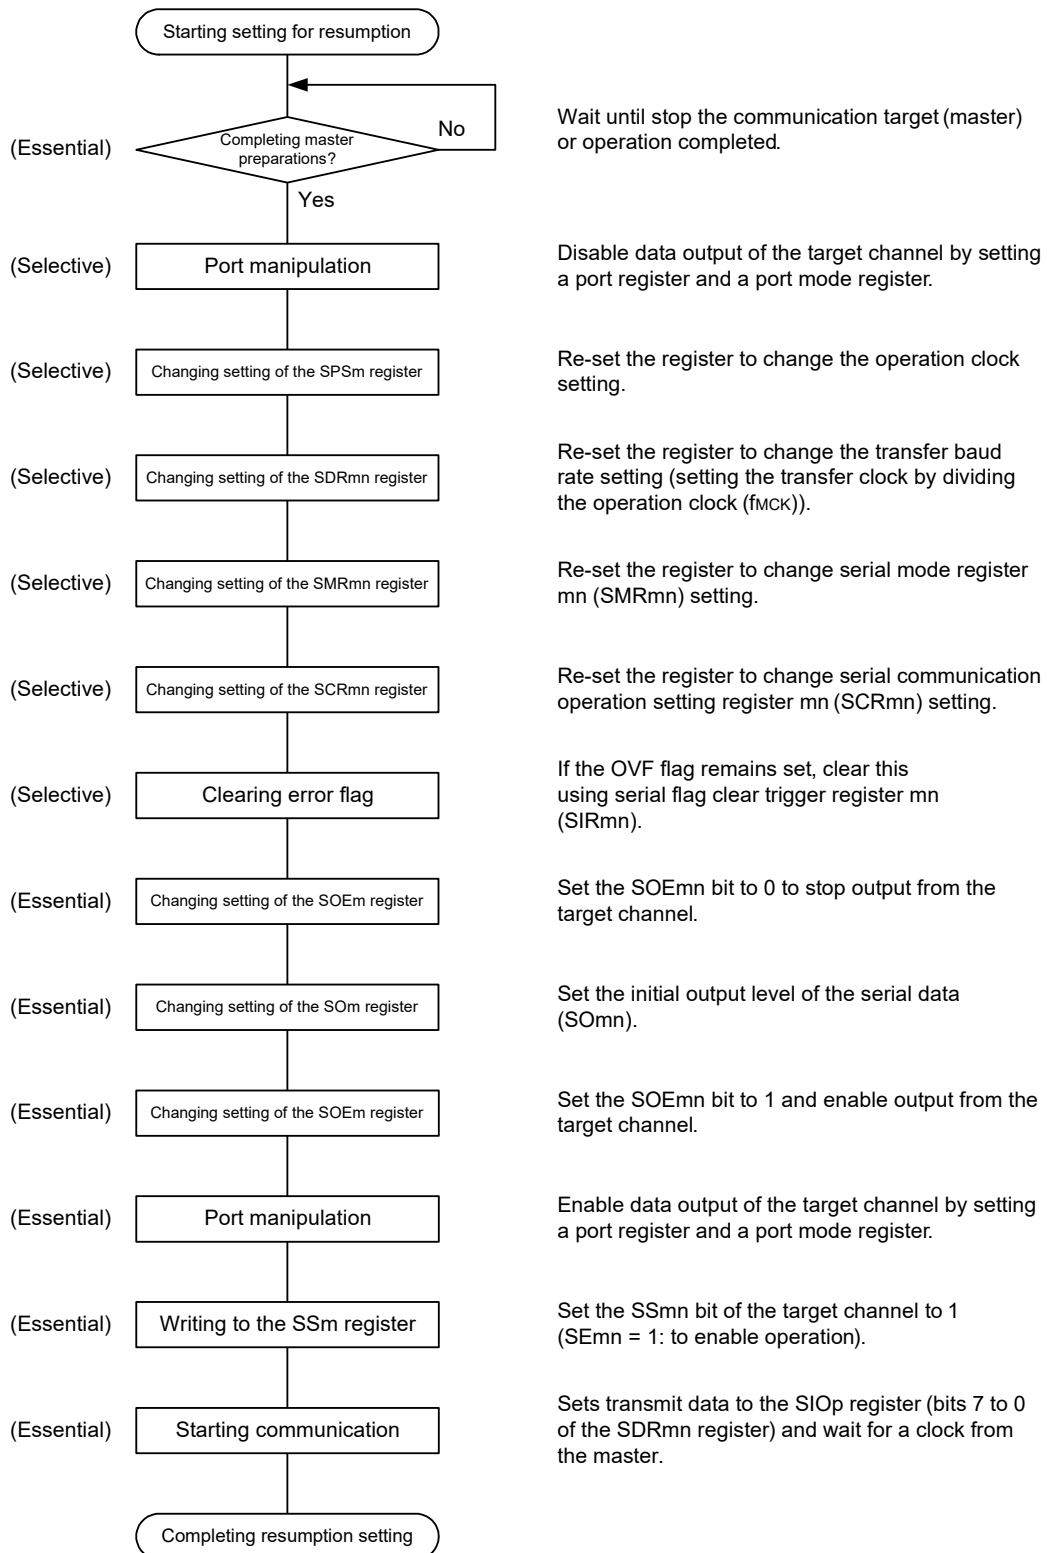 Starting setting for resumption
(Essential)
Completing master
preparations?
No
Wait until stop the communication target (master)
or operation completed.
Yes
(Selective)
Port manipulation
Disable data output of the target channel by setting
a port register and a port mode register.
(Selective)
Changing setting of the SPSm register
Re-set the register to change the operation clock
setting.
(Selective)
Changing setting of the SDRmn register
Re-set the register to change the transfer baud
rate setting (setting the transfer clock by dividing
the operation clock (fMCK)).
(Selective)
Changing setting of the SMRmn register
Re-set the register to change serial mode register
mn (SMRmn) setting.
(Selective)
Changing setting of the SCRmn register
Re-set the register to change serial communication
operation setting register mn (SCRmn) setting.
(Selective)
Clearing error flag
If the OVF flag remains set, clear this
using serial flag clear trigger register mn
(SIRmn).
(Essential)
Changing setting of the SOEm register
Set the SOEmn bit to 0 to stop output from the
target channel.
(Essential)
Changing setting of the SOm register
Set the initial output level of the serial data
(SOmn).
(Essential)
Changing setting of the SOEm register
Set the SOEmn bit to 1 and enable output from the
target channel.
(Essential)
Port manipulation
Enable data output of the target channel by setting
a port register and a port mode register.
(Essential)
Writing to the SSm register
Set the SSmn bit of the target channel to 1
(SEmn = 1: to enable operation).
(Essential)
Starting communication
Sets transmit data to the SIOp register (bits 7 to 0
of the SDRmn register) and wait for a clock from
the master.
Completing resumption setting